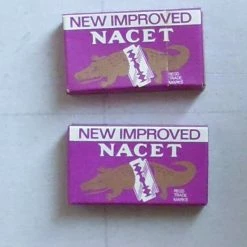 NEW IMPROVED
NACET
REGD
TRADE
MARKS
NEW IMPROVED
NACET
REGD
TRADE
MARKS